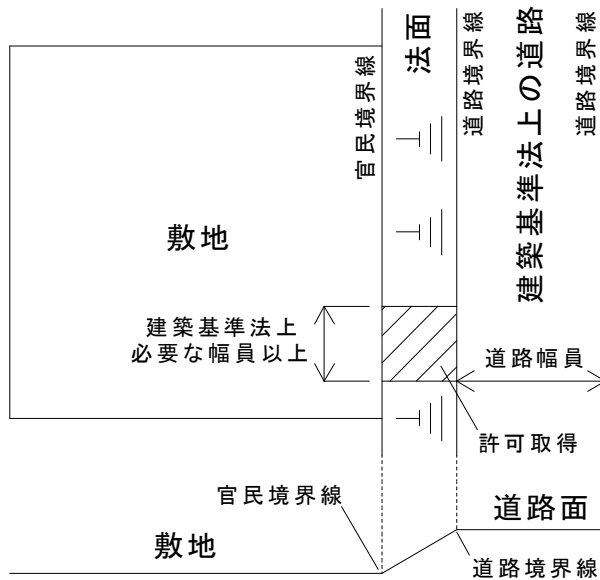 官民境界線
法面
道路境界線
建築基準法上の道路
道路境界線
敷地
建築基準法上
必要な幅員以上
道路幅員
許可取得
官民境界線
道路面
敷地
道路境界線